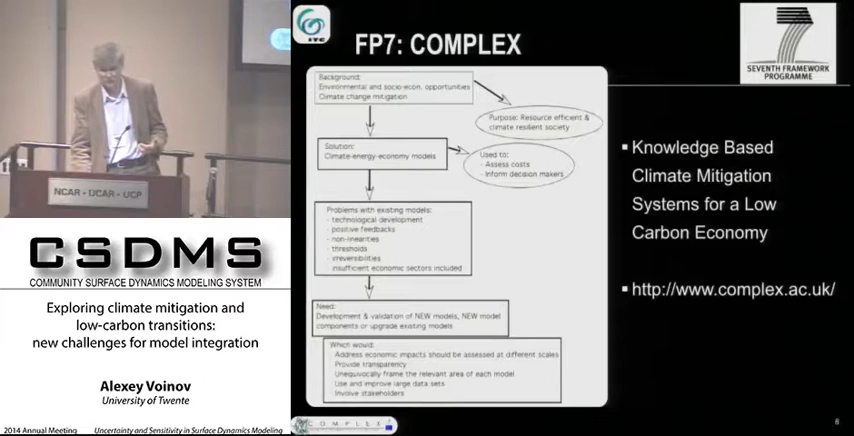 NCAR - UCAR - UCP
CSDMS
COMMUNITY SURFACE DYNAMICS MODELING SYSTEM
Exploring climate mitigation and
low-carbon transitions:
new challenges for model integration
Alexey Voinov
University of Twente
2014 Annual Meeting
Uncertainty and Sensitivity in Surface Dynamics Modeling
ITC
FP7: COMPLEX
SEVENTH FRAMEWORK
PROGRAMME
Background:
Environmental and socio-econ. opportunities
Climate change mitigation
Purpose: Resource efficient &
climate resilient society
Solution:
Climate-energy-economy models
Used to:
- Assess costs
- Inform decision makers
Problems with existing models:
- technological development
- positive feedbacks
- non-linearities
- thresholds
- irreversibilities
- insufficient economic sectors included
Need:
Development & validation of NEW models, NEW model
components or upgrade existing models
Which would:
Address economic impacts should be assessed at different scales
Provide transparency
Unequivocally frame the relevant area of each model
Use and improve large data sets
Involve stakeholders
▪ Knowledge Based
Climate Mitigation
Systems for a Low
Carbon Economy
▪ http://www.complex.ac.uk/
COMPLEX
8